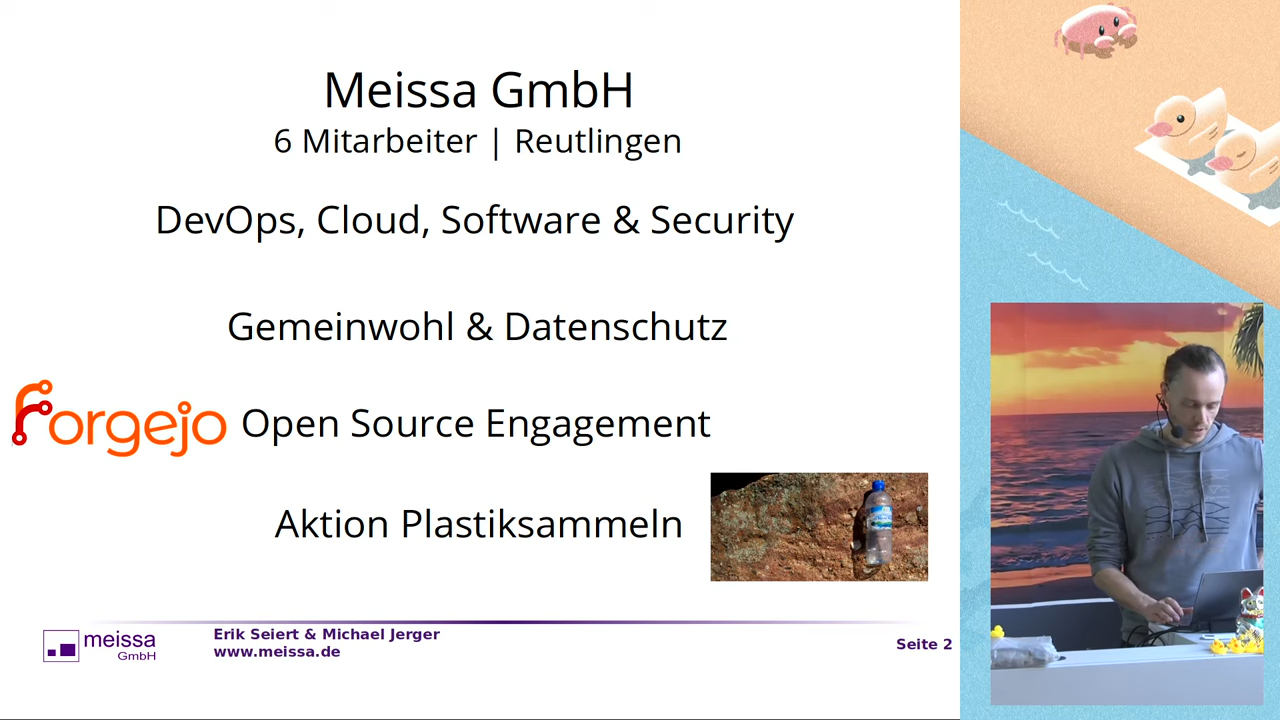 Meissa GmbH
6 Mitarbeiter | Reutlingen
DevOps, Cloud, Software & Security
Gemeinwohl & Datenschutz
forgejo Open Source Engagement
Aktion Plastiksammeln
meissa
GmbH
Erik Seiert & Michael Jerger
www.meissa.de
Seite 2